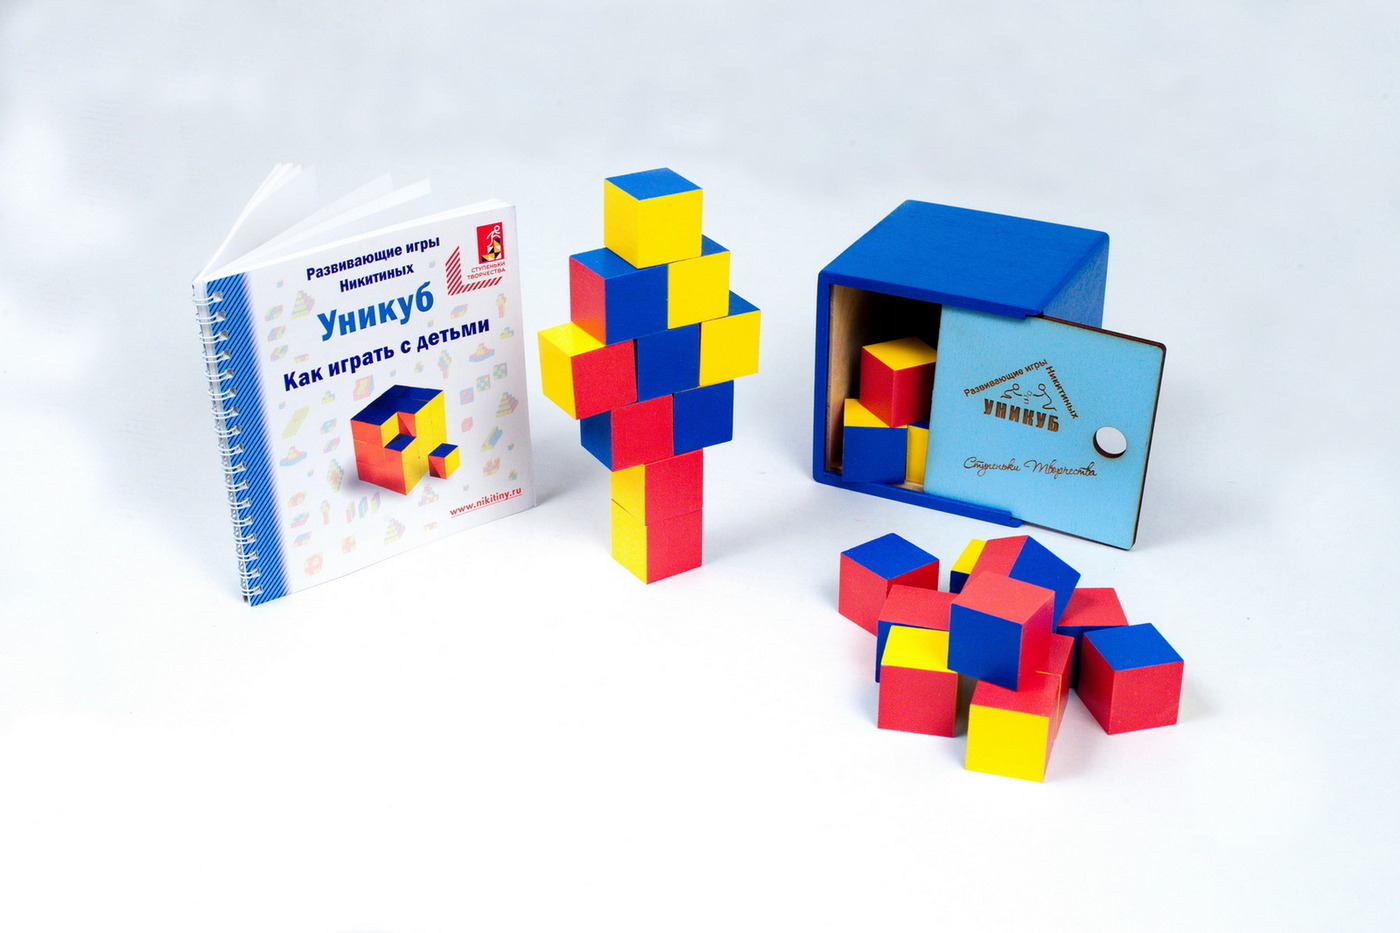 Развивающие игры
Никитиных
Уникуб
Как играть с детьми
СТУПЕНЬКИ
ТВОРЧЕСТВА
www.nikitiny.ru
Развивающие игры Никитиных
УНИКУБ
Ступеньки Творчества